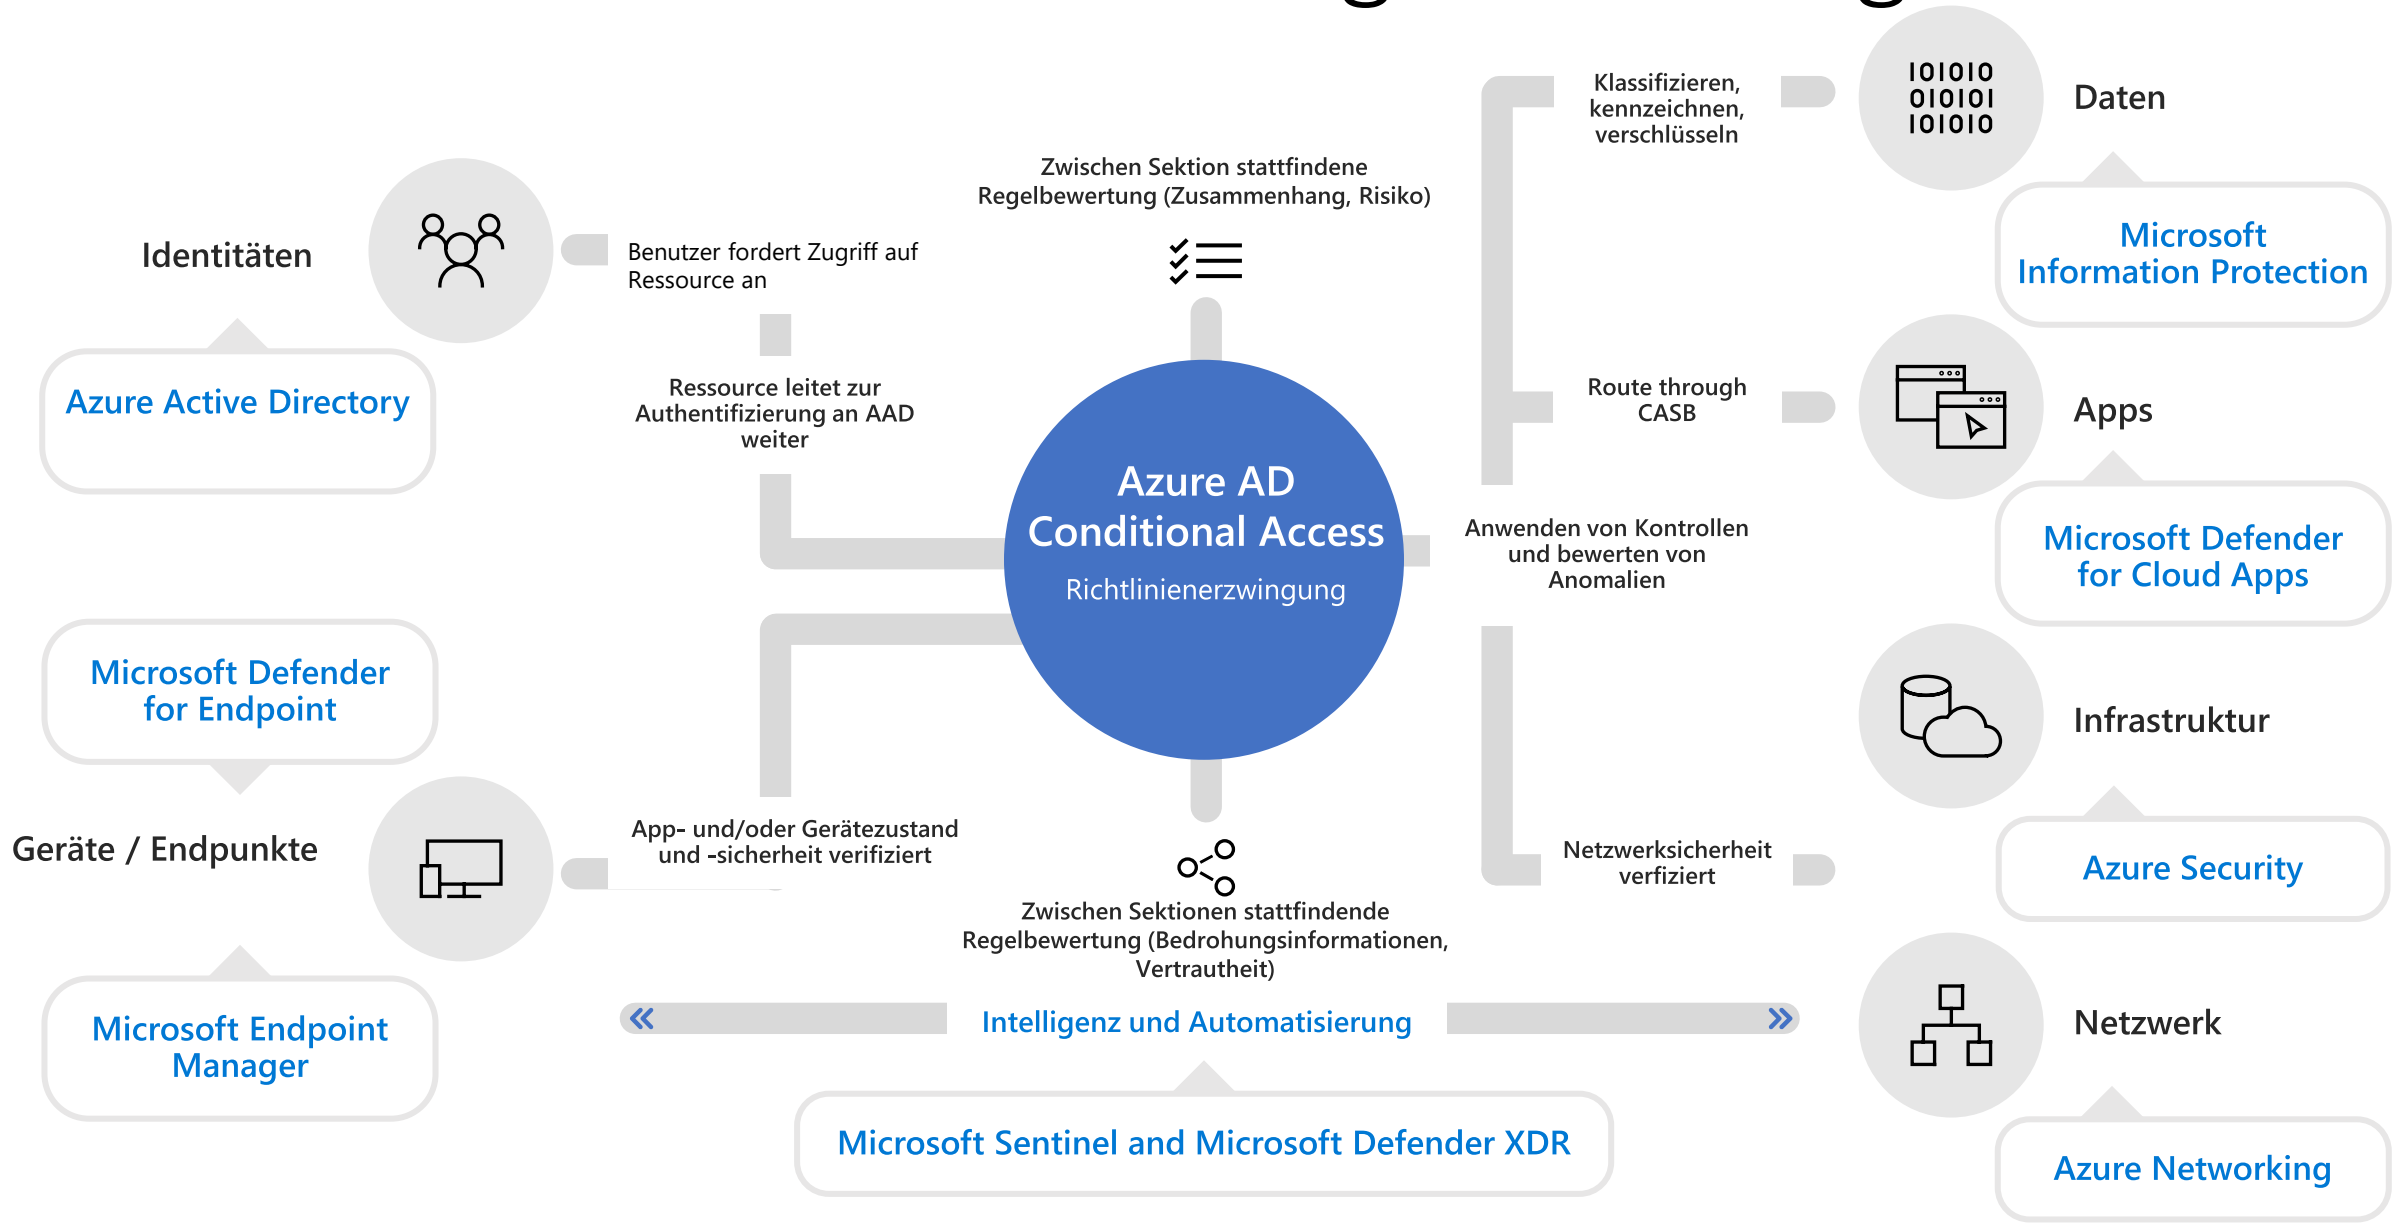 Identitäten
Azure Active Directory
Microsoft Defender
for Endpoint
Geräte / Endpunkte
Microsoft Endpoint
Manager
Benutzer fordert Zugriff auf
Ressource an
Ressource leitet zur
Authentifizierung an AAD
weiter
App- und/oder Gerätezustand
und -sicherheit verifiziert
Zwischen Sektion stattfindene
Regelbewertung (Zusammenhang, Risiko)
Azure AD
Conditional Access
Richtlinienerzwingung
Zwischen Sektionen stattfindende
Regelbewertung (Bedrohungsinformationen,
Vertrautheit)
Intelligenz und Automatisierung
Microsoft Sentinel and Microsoft Defender XDR
Klassifizieren,
kennzeichnen,
verschlüsseln
Route through
CASB
Anwenden von Kontrollen
und bewerten von
Anomalien
Netzwerksicherheit
verfiziert
101010
010101
101010
Daten
Microsoft
Information Protection
Apps
Microsoft Defender
for Cloud Apps
Infrastruktur
Azure Security
Netzwerk
Azure Networking